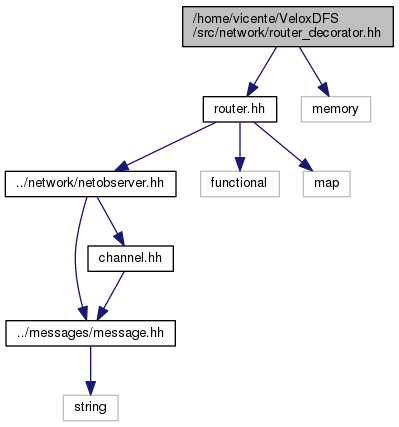 /home/vicente/VeloxDFS
/src/network/router_decorator.hh
router.hh
memory
../network/netobserver.hh
functional
map
channel.hh
../messages/message.hh
string